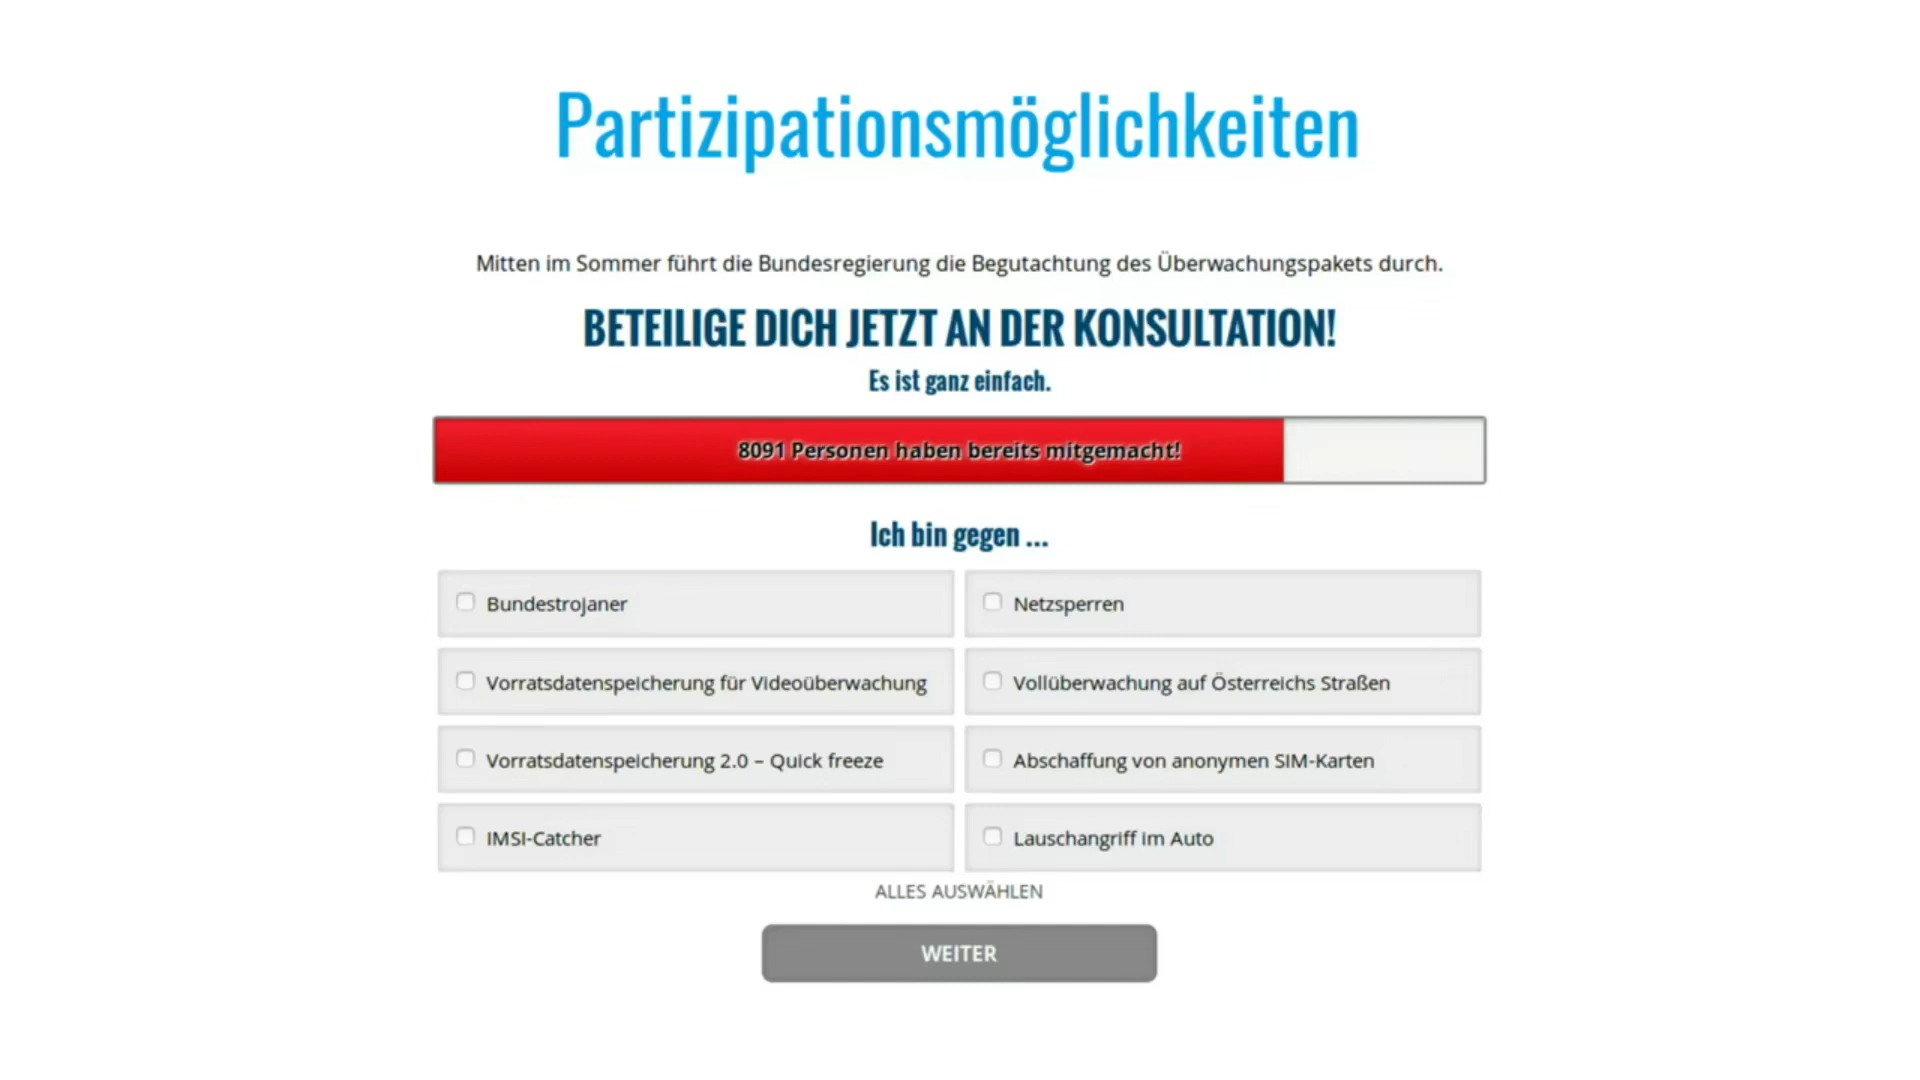 Partizipationsmöglichkeiten
Mitten im Sommer führt die Bundesregierung die Begutachtung des Überwachungspakets durch.
BETEILIGE DICH JETZT AN DER KONSULTATION!
Es ist ganz einfach.
8091 Personen haben bereits mitgemacht!
Ich bin gegen ...
Bundestrojaner
Netzsperren
Vorratsdatenspeicherung für Videoüberwachung
Vollüberwachung auf Österreichs Straßen
Vorratsdatenspeicherung 2.0 – Quick freeze
Abschaffung von anonymen SIM-Karten
IMSI-Catcher
Lauschangriff im Auto
ALLES AUSWÄHLEN
WEITER